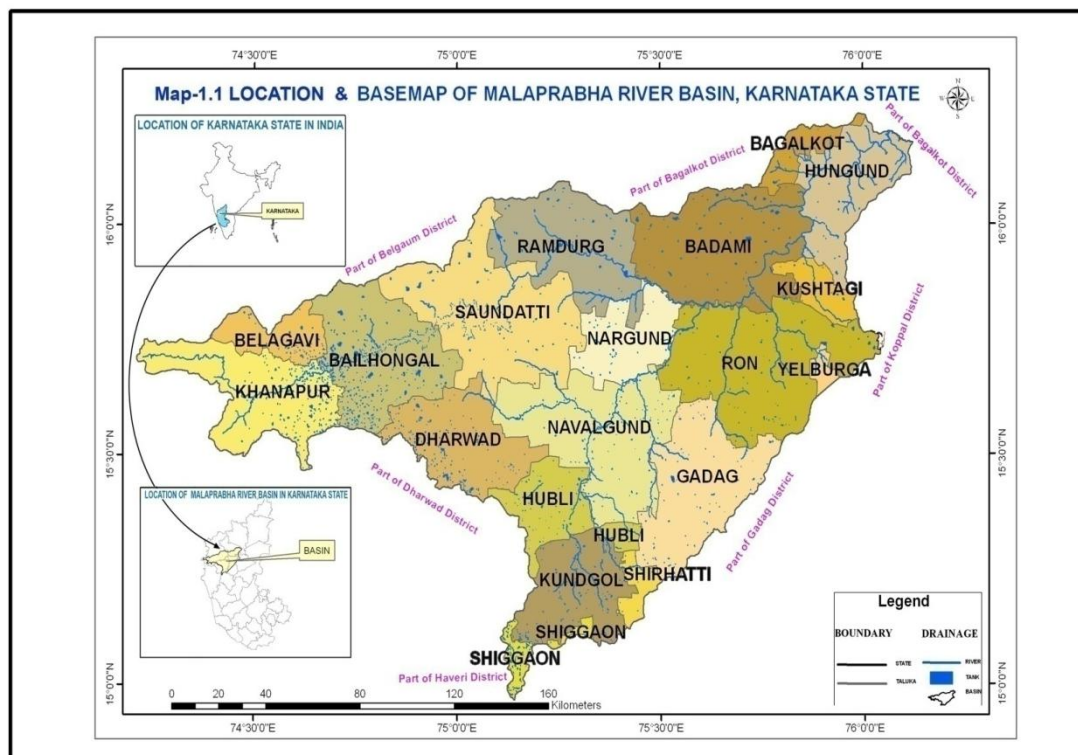 74°30'0"E 75°0'0"E 75°30'0"E 76°0'0"E
Map-1.1 LOCATION & BASEMAP OF MALAPRABHA RIVER BASIN, KARNATAKA STATE
N
W E
S
LOCATION OF KARNATAKA STATE IN INDIA
KARNATAKA
Part of Bagalkot District
Part of Bagalkot District
BAGALKOT
HUNGUND
16°0'0"N
16°0'0"N
Part of Belgaum District
RAMDURG
BADAMI
KUSHTAGI
SAUNDATTI
NARGUND
BELAGAVI
BAILHONGAL
RON
YELBURGA
Part of Koppal District
KHANAPUR
NAVALGUND
DHARWAD
15°30'0"N
15°30'0"N
GADAG
Part of Dharwad District
HUBLI
Part of Gadag District
LOCATION OF MALAPRABHA RIVER BASIN IN KARNATAKA STATE
BASIN
HUBLI
KUNDGOL
SHIRHATTI
SHIGGAON
SHIGGAON
Part of Haveri District
Legend
BOUNDARY DRAINAGE
STATE RIVER
TALUKA TANK
BASIN
15°0'0"N
15°0'0"N
0 20 40 80 120 160
Kilometers
74°30'0"E 75°0'0"E 75°30'0"E 76°0'0"E